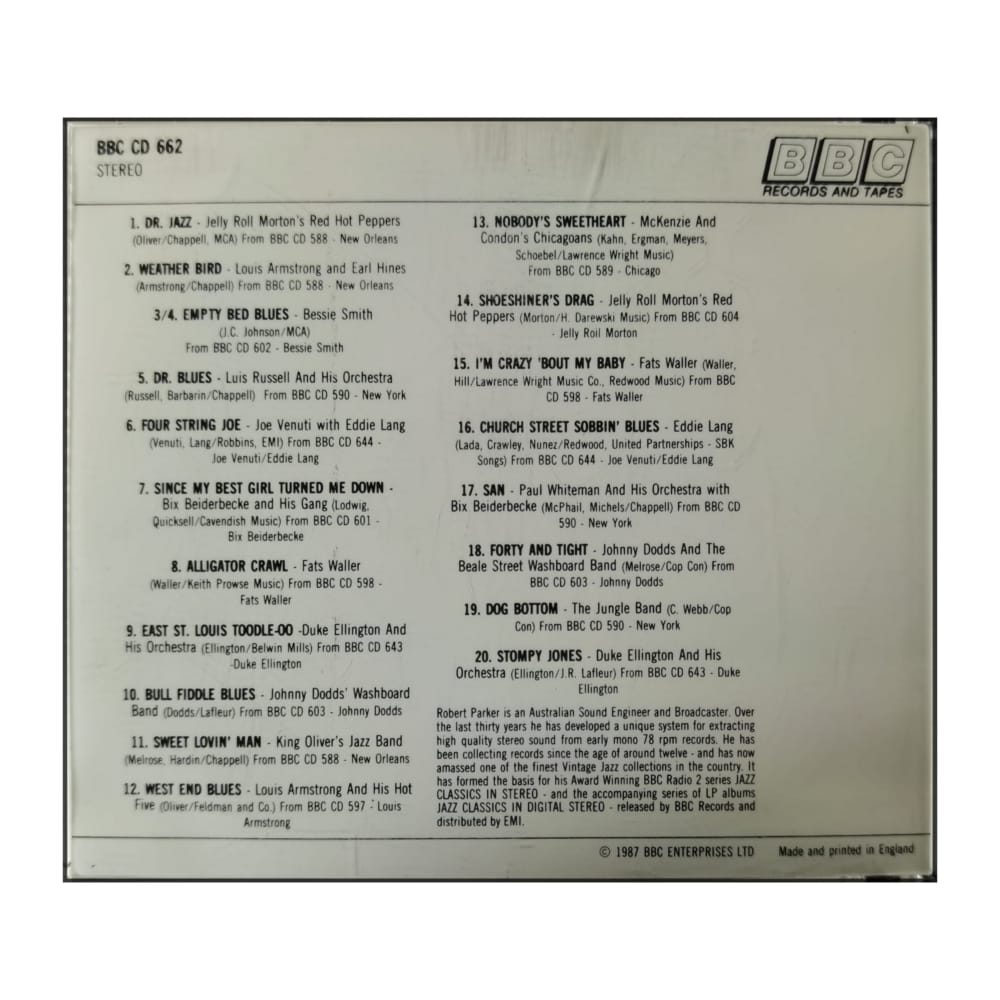 BBC CD 662
STEREO
BBC
RECORDS AND TAPES
1. DR. JAZZ - Jelly Roll Morton's Red Hot Peppers
(Oliver/Chappell, MCA) From BBC CD 588 - New Orleans
2. WEATHER BIRD - Louis Armstrong and Earl Hines
(Armstrong/Chappell) From BBC CD 588 - New Orleans
3/4. EMPTY BED BLUES - Bessie Smith
(J.C. Johnson/MCA)
From BBC CD 602 - Bessie Smith
5. DR. BLUES - Luis Russell And His Orchestra
(Russell, Barbarin/Chappell) From BBC CD 590 - New York
6. FOUR STRING JOE - Joe Venuti with Eddie Lang
(Venuti, Lang/Robbins, EMI) From BBC CD 644 -
Joe Venuti/Eddie Lang
7. SINCE MY BEST GIRL TURNED ME DOWN -
Bix Beiderbecke and His Gang (Lodwig,
Quicksell/Cavendish Music) From BBC CD 601 -
Bix Beiderbecke
8. ALLIGATOR CRAWL - Fats Waller
(Waller/Keith Prowse Music) From BBC CD 598 -
Fats Waller
9. EAST ST. LOUIS TOODLE-OO -Duke Ellington And
His Orchestra (Ellington/Belwin Mills) From BBC CD 643
-Duke Ellington
10. BULL FIDDLE BLUES - Johnny Dodds' Washboard
Band (Dodds/Lafleur) From BBC CD 603 - Johnny Dodds
11. SWEET LOVIN' MAN - King Oliver's Jazz Band
(Melrose, Hardin/Chappell) From BBC CD 588 - New Orleans
12. WEST END BLUES - Louis Armstrong And His Hot
Five (Oliver/Feldman and Co.) From BBC CD 597 - Louis
Armstrong
13. NOBODY'S SWEETHEART - McKenzie And
Condon's Chicagoans (Kahn, Ergman, Meyers,
Schoebel/Lawrence Wright Music)
From BBC CD 589 - Chicago
14. SHOESHINER'S DRAG - Jelly Roll Morton's Red
Hot Peppers (Morton/H. Darewski Music) From BBC CD 604
- Jelly Roll Morton
15. I'M CRAZY 'BOUT MY BABY - Fats Waller (Waller,
Hill/Lawrence Wright Music Co., Redwood Music) From BBC
CD 598 - Fats Waller
16. CHURCH STREET SOBBIN' BLUES - Eddie Lang
(Lada, Crawley, Nunez/Redwood, United Partnerships - SBK
Songs) From BBC CD 644 - Joe Venuti/Eddie Lang
17. SAN - Paul Whiteman And His Orchestra with
Bix Beiderbecke (McPhail, Michels/Chappell) From BBC CD
590 - New York
18. FORTY AND TIGHT - Johnny Dodds And The
Beale Street Washboard Band (Melrose/Cop Con) From
BBC CD 603 - Johnny Dodds
19. DOG BOTTOM - The Jungle Band (C. Webb/Cop
Con) From BBC CD 590 - New York
20. STOMPY JONES - Duke Ellington And His
Orchestra (Ellington/J.R. Lafleur) From BBC CD 643 - Duke
Ellington
Robert Parker is an Australian Sound Engineer and Broadcaster. Over
the last thirty years he has developed a unique system for extracting
high quality stereo sound from early mono 78 rpm records. He has
been collecting records since the age of around twelve - and has now
amassed one of the finest Vintage Jazz collections in the country. It
has formed the basis for his Award Winning BBC Radio 2 series JAZZ
CLASSICS IN STEREO - and the accompanying series of LP albums
JAZZ CLASSICS IN DIGITAL STEREO - released by BBC Records and
distributed by EMI.
© 1987 BBC ENTERPRISES LTD
Made and printed in England